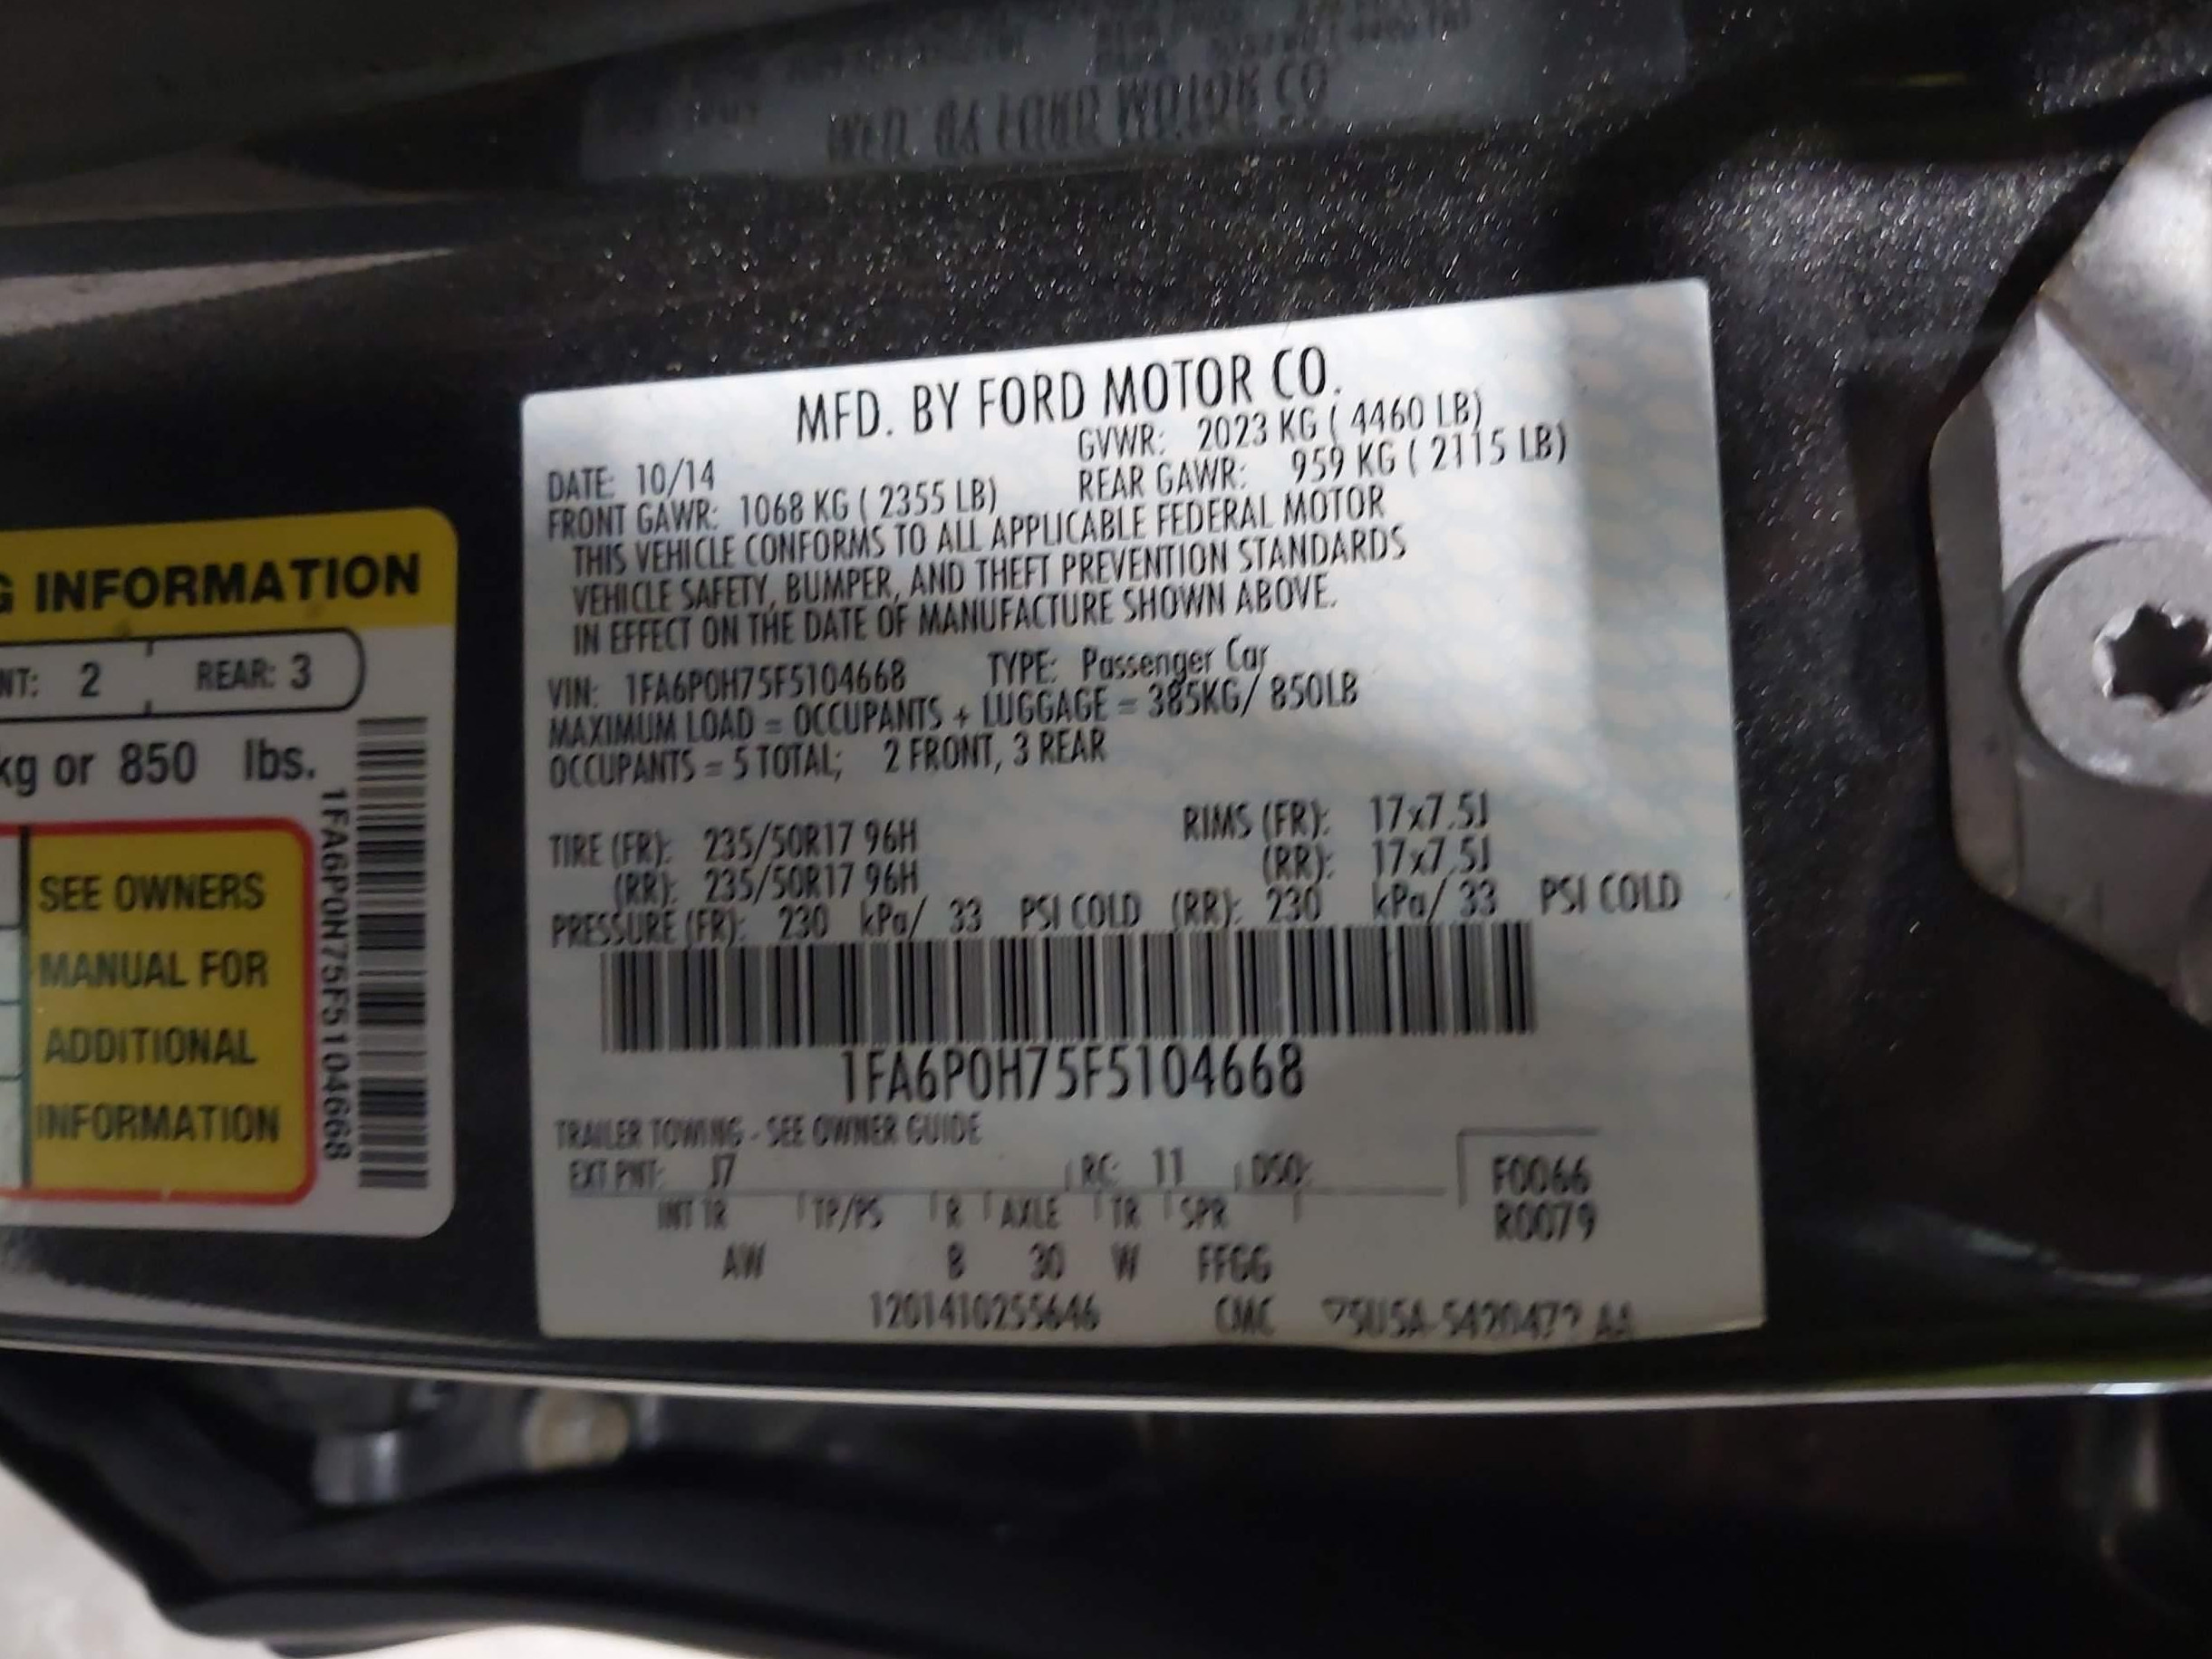 MFD. BY FORD MOTOR CO.
DATE: 10/14 GVWR: 2023 KG ( 4460 LB)
FRONT GAWR: 1068 KG ( 2355 LB) REAR GAWR: 959 KG ( 2115 LB)
THIS VEHICLE CONFORMS TO ALL APPLICABLE FEDERAL MOTOR
VEHICLE SAFETY, BUMPER, AND THEFT PREVENTION STANDARDS
IN EFFECT ON THE DATE OF MANUFACTURE SHOWN ABOVE.
VIN: 1FA6P0H75F5104668 TYPE: Passenger Car
MAXIMUM LOAD = OCCUPANTS + LUGGAGE = 385KG/ 850LB
OCCUPANTS = 5 TOTAL; 2 FRONT, 3 REAR
TIRE (FR): 235/50R17 96H RIMS (FR): 17x7.5J
(RR): 235/50R17 96H (RR): 17x7.5J
PRESSURE (FR): 230 kPa/ 33 PSI COLD (RR): 230 kPa/ 33 PSI COLD
1FA6P0H75F5104668
TRAILER TOWING - SEE OWNER GUIDE
EXT PNT: J7 RC: 11 DSO:
F0066
R0079
INT TR TP/PS R AXLE TR SPR
AW B 30 W FFGG
1201410255646 CMC
G INFORMATION
NT: 2 REAR: 3
kg or 850 lbs.
SEE OWNERS
MANUAL FOR
ADDITIONAL
INFORMATION
1FA6P0H75F5104668